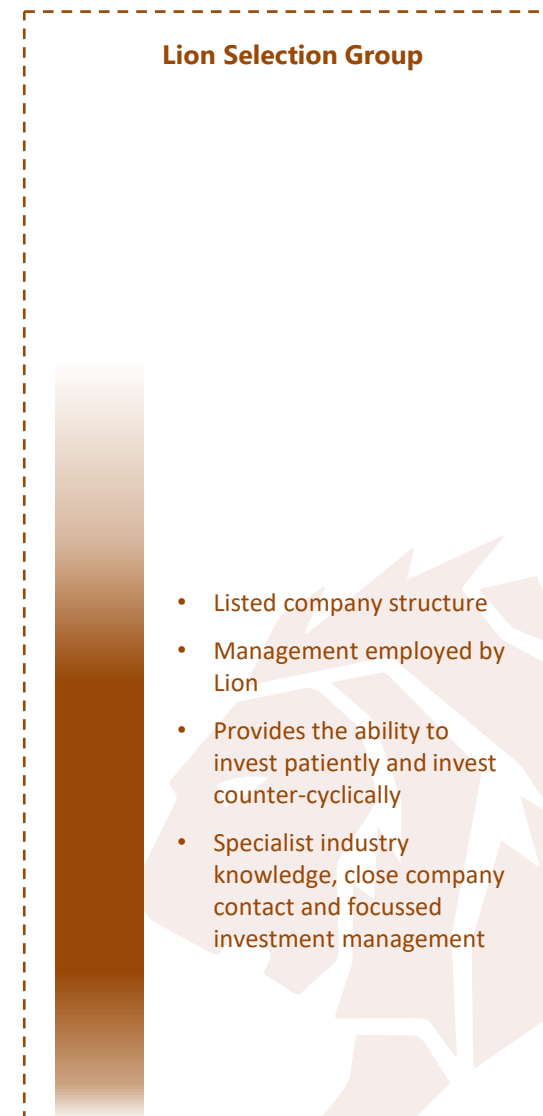 Lion Selection Group
• Listed company structure
• Management employed by
Lion
• Provides the ability to
invest patiently and invest
counter-cyclically
• Specialist industry
knowledge, close company
contact and focussed
investment management